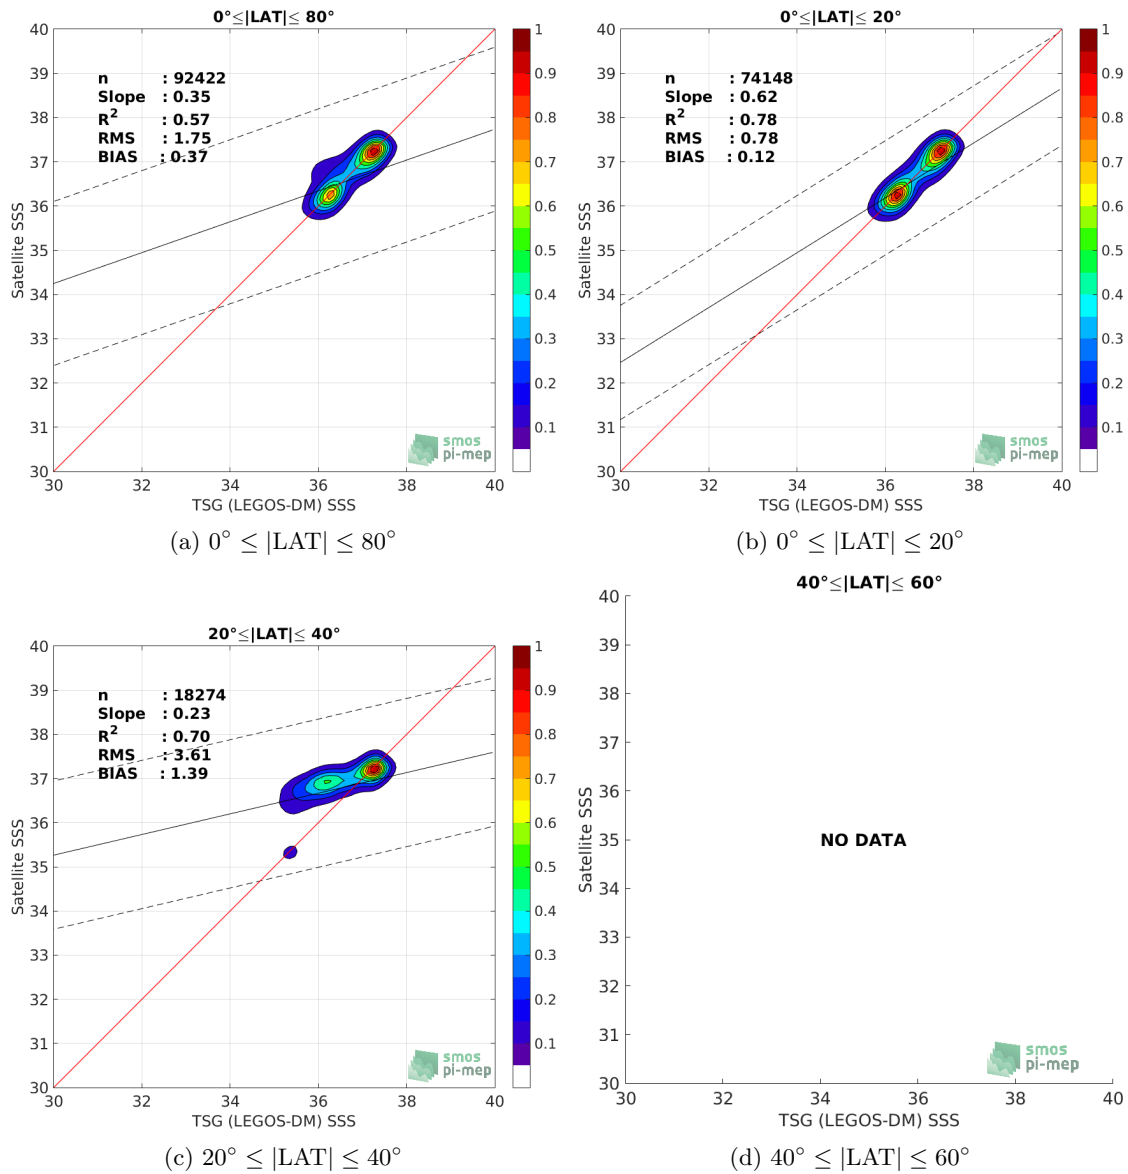 0°≤|LAT|≤ 80°
40
39
38
37
36
35
34
33
32
31
30
Satellite SSS
n : 92422
Slope : 0.35
R2 : 0.57
RMS : 1.75
BIAS : 0.37
1
0.9
0.8
0.7
0.6
0.5
0.4
0.3
0.2
0.1
smos
pi-mep
30 32 34 36 38 40
TSG (LEGOS-DM) SSS
(a) 0° ≤ |LAT| ≤ 80°
0°≤|LAT|≤ 20°
40
39
38
37
36
35
34
33
32
31
30
Satellite SSS
n : 74148
Slope : 0.62
R2 : 0.78
RMS : 0.78
BIAS : 0.12
1
0.9
0.8
0.7
0.6
0.5
0.4
0.3
0.2
0.1
smos
pi-mep
30 32 34 36 38 40
TSG (LEGOS-DM) SSS
(b) 0° ≤ |LAT| ≤ 20°
20°≤|LAT|≤ 40°
40
39
38
37
36
35
34
33
32
31
30
Satellite SSS
n : 18274
Slope : 0.23
R2 : 0.70
RMS : 3.61
BIAS : 1.39
1
0.9
0.8
0.7
0.6
0.5
0.4
0.3
0.2
0.1
smos
pi-mep
30 32 34 36 38 40
TSG (LEGOS-DM) SSS
(c) 20° ≤ |LAT| ≤ 40°
40°≤|LAT|≤ 60°
40
39
38
37
36
35
34
33
32
31
30
Satellite SSS
NO DATA
smos
pi-mep
30 32 34 36 38 40
TSG (LEGOS-DM) SSS
(d) 40° ≤ |LAT| ≤ 60°